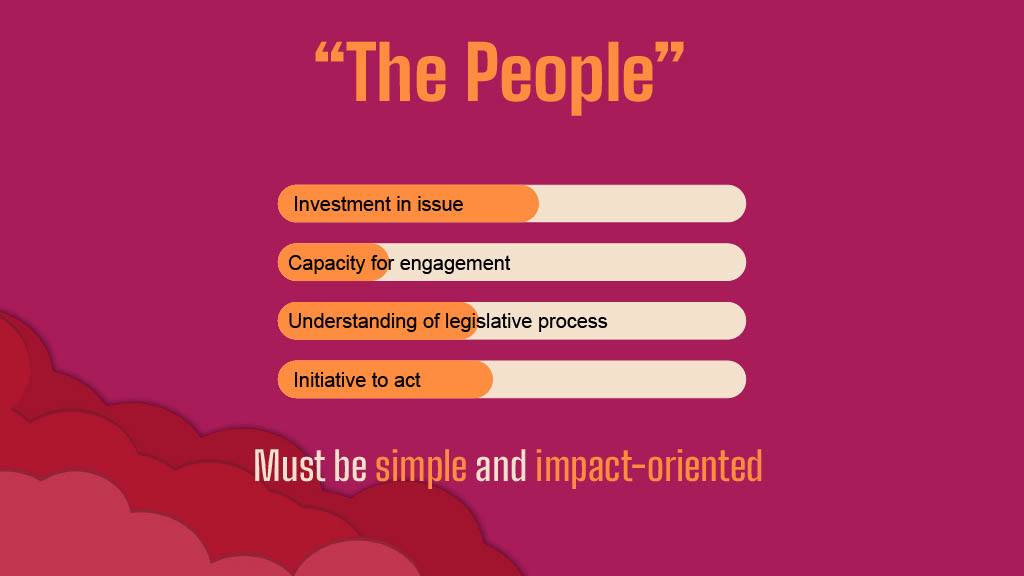 “The People”
Investment in issue
Capacity for engagement
Understanding of legislative process
Initiative to act
Must be simple and impact-oriented